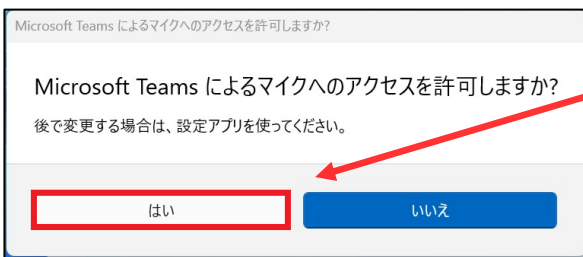 Microsoft Teams によるマイクへのアクセスを許可しますか?
Microsoft Teams によるマイクへのアクセスを許可しますか?
後で変更する場合は、設定アプリを使ってください。
はい
いいえ